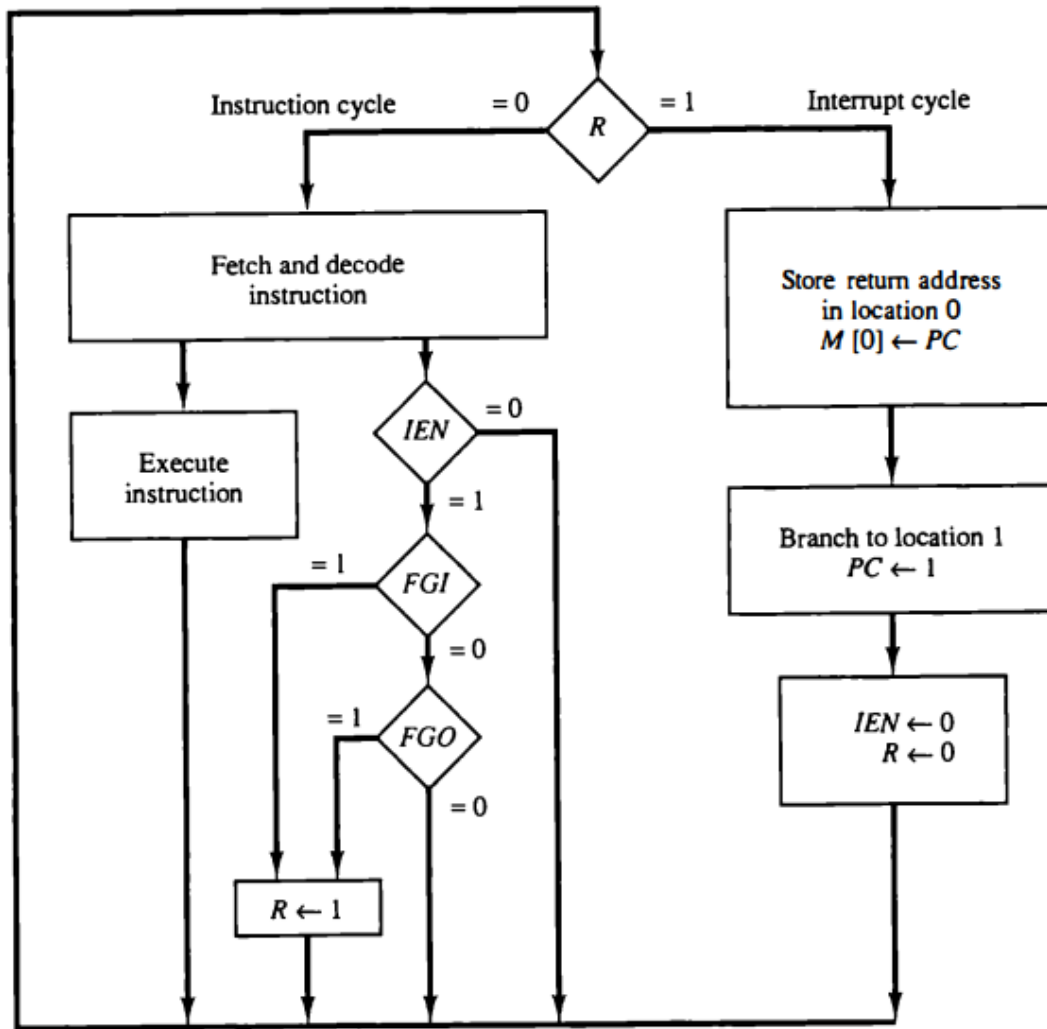 R
Instruction cycle
= 0
= 1
Interrupt cycle
Fetch and decode
instruction
Store return address
in location 0
M [0] ← PC
IEN
= 0
Execute
instruction
= 1
Branch to location 1
PC ← 1
= 1
FGI
= 0
IEN ← 0
R ← 0
= 1
FGO
= 0
R ← 1